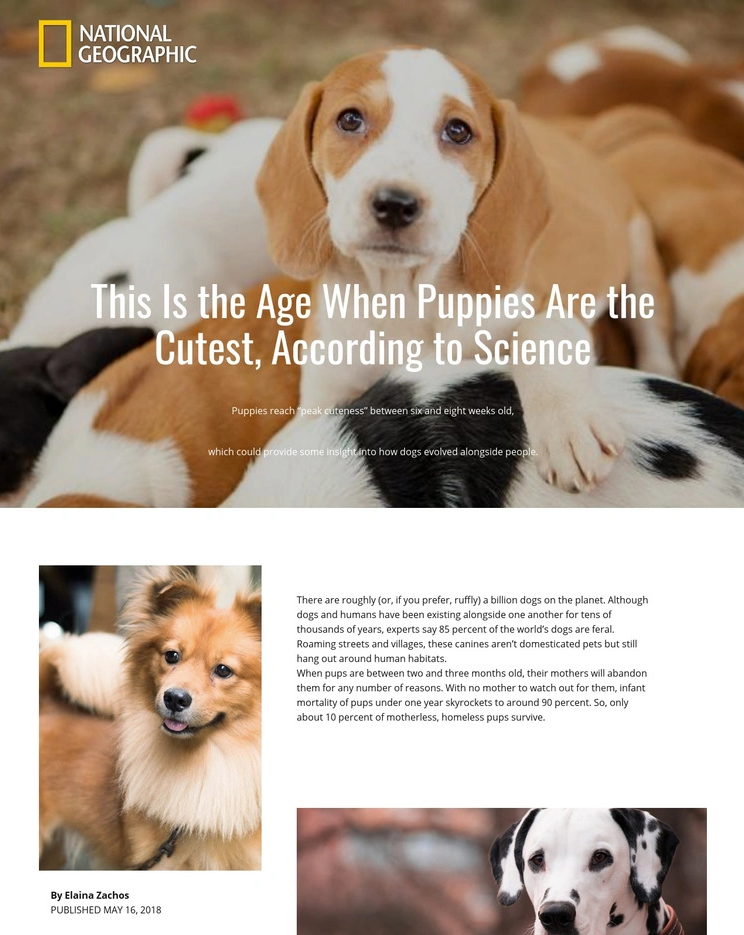 NATIONAL
GEOGRAPHIC
This Is the Age When Puppies Are the
Cutest, According to Science
Puppies reach “peak cuteness” between six and eight weeks old,
which could provide some insight into how dogs evolved alongside people.
There are roughly (or, if you prefer, ruffly) a billion dogs on the planet. Although
dogs and humans have been existing alongside one another for tens of
thousands of years, experts say 85 percent of the world’s dogs are feral.
Roaming streets and villages, these canines aren’t domesticated pets but still
hang out around human habitats.
When pups are between two and three months old, their mothers will abandon
them for any number of reasons. With no mother to watch out for them, infant
mortality of pups under one year skyrockets to around 90 percent. So, only
about 10 percent of motherless, homeless pups survive.
By Elaina Zachos
PUBLISHED MAY 16, 2018